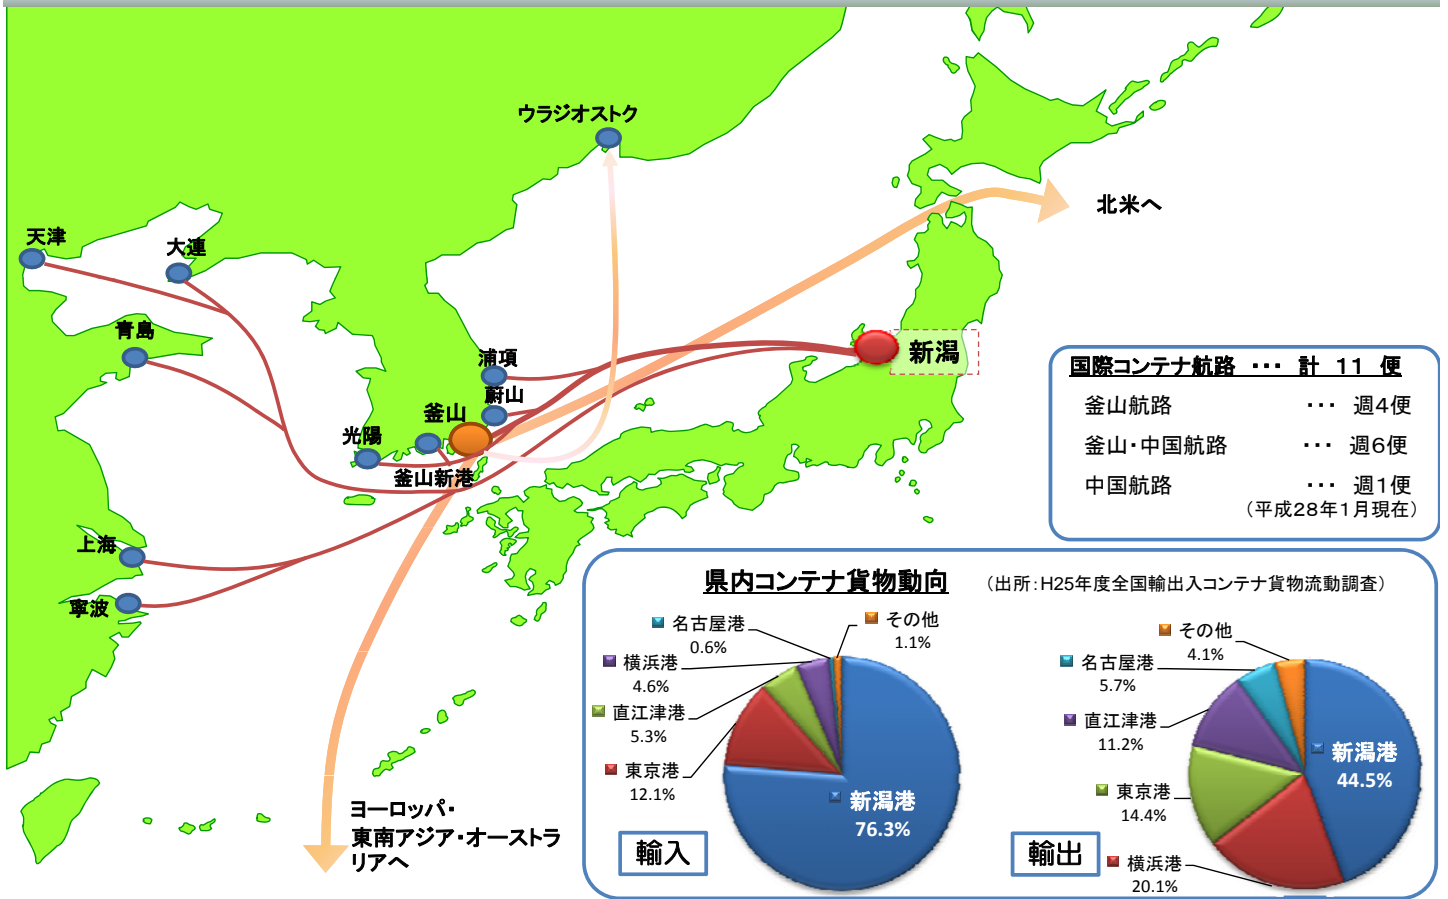 ウラジオストク
北米へ
天津
大連
青島
浦項
新潟
蔚山
釜山
光陽
釜山新港
上海
寧波
ヨーロッパ・
東南アジア・オーストラ
リアへ
国際コンテナ航路 ・・・ 計 11 便
釜山航路 ・・・ 週4便
釜山・中国航路 ・・・ 週6便
中国航路 ・・・ 週1便
(平成28年1月現在)
県内コンテナ貨物動向 (出所:H25年度全国輸出入コンテナ貨物流動調査)
名古屋港
0.6%
その他
1.1%
横浜港
4.6%
直江津港
5.3%
東京港
12.1%
新潟港
76.3%
輸入
その他
4.1%
名古屋港
5.7%
直江津港
11.2%
新潟港
44.5%
東京港
14.4%
横浜港
20.1%
輸出